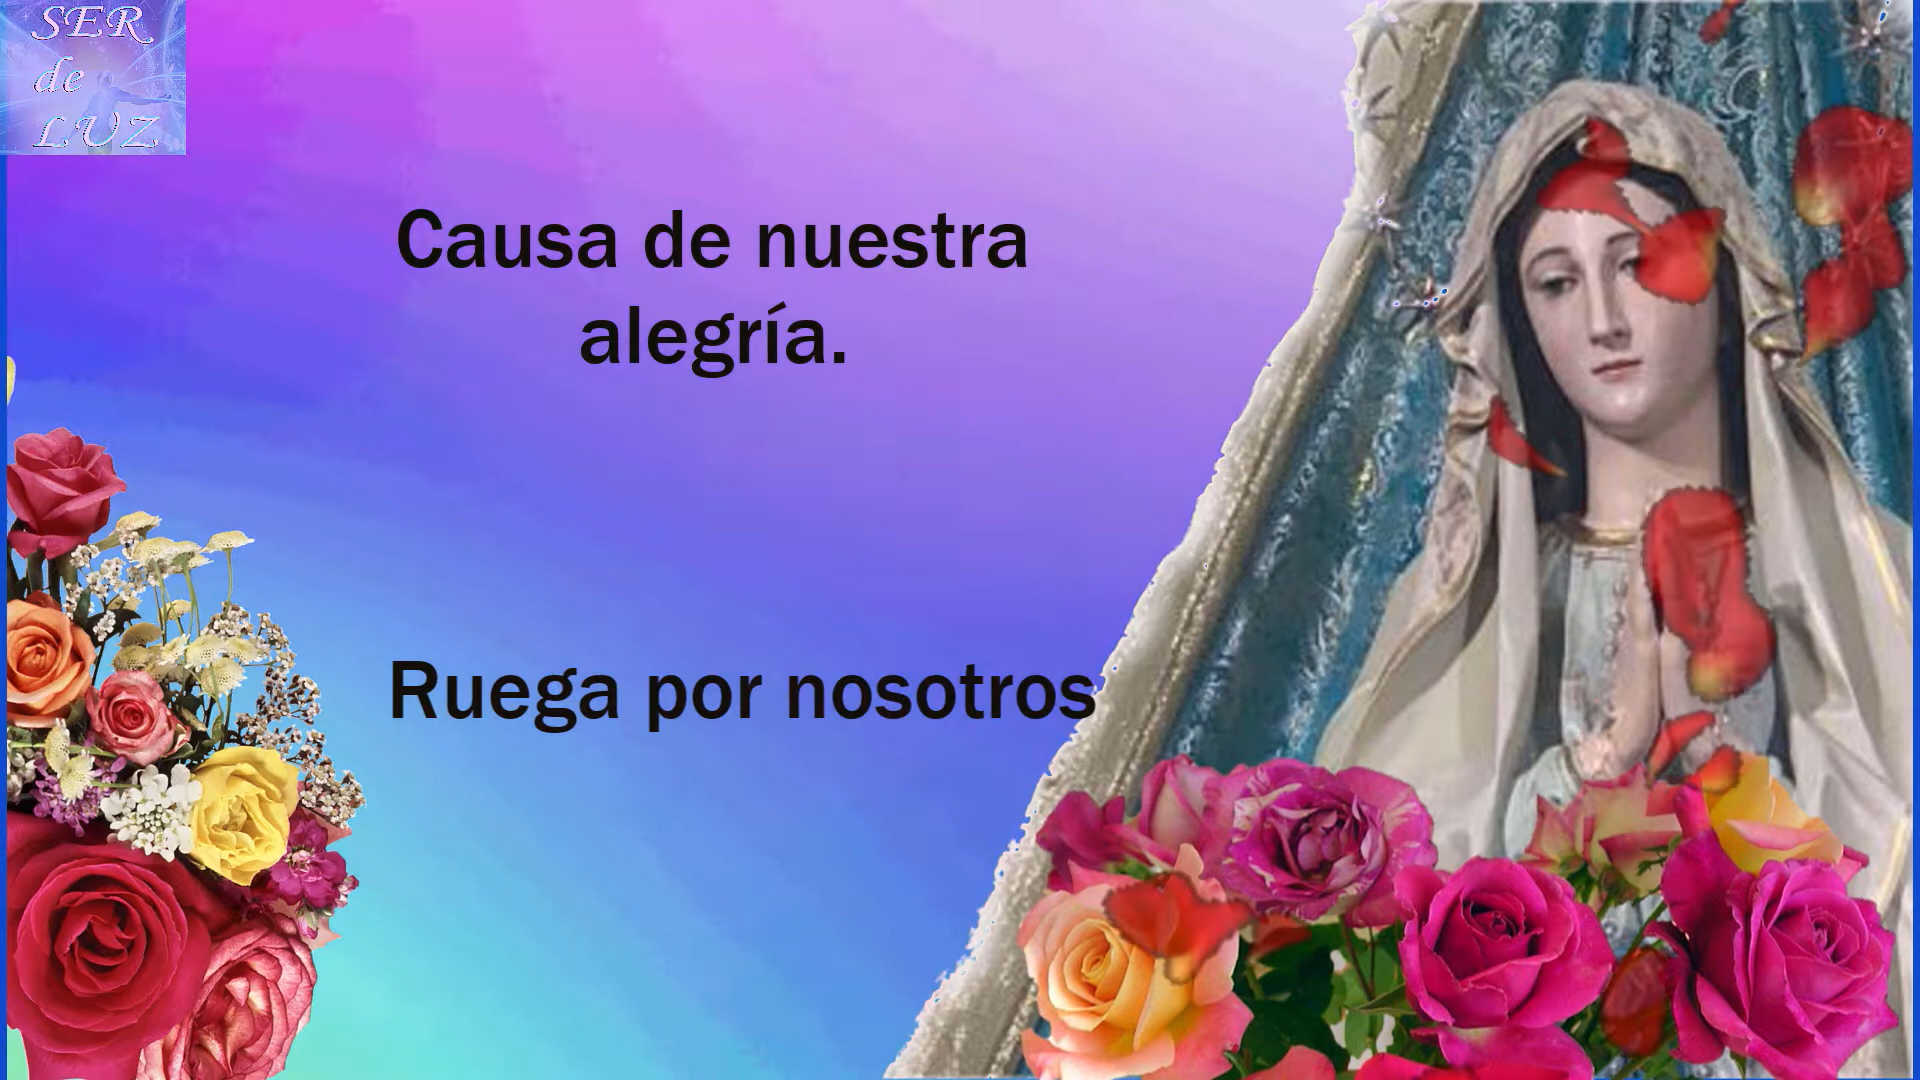 SER
de
LUZ
Causa de nuestra
alegría.
Ruega por nosotros